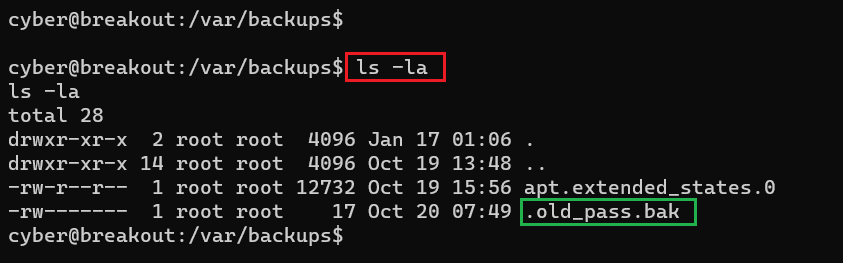 cyber@breakout:/var/backups$
cyber@breakout:/var/backups$ ls -la
ls -la
total 28
drwxr-xr-x  2 root root  4096 Jan 17 01:06 .
drwxr-xr-x 14 root root  4096 Oct 19 13:48 ..
-rw-r--r--  1 root root 12732 Oct 19 15:56 apt.extended_states.0
-rw-------  1 root root    17 Oct 20 07:49 .old_pass.bak
cyber@breakout:/var/backups$